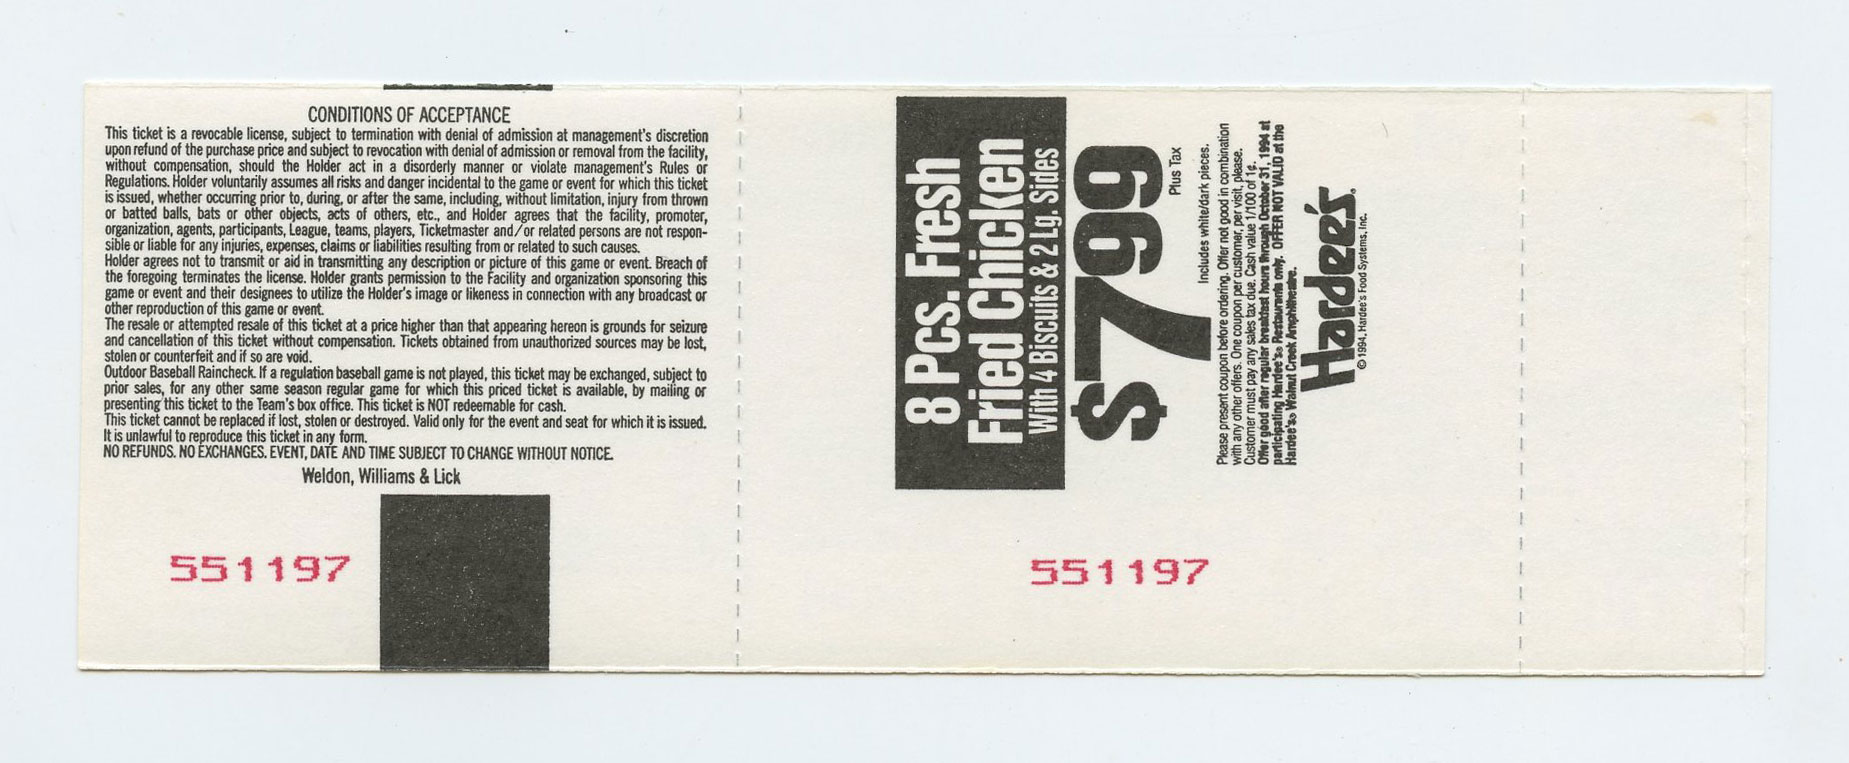 CONDITIONS OF ACCEPTANCE
This ticket is a revocable license, subject to termination with denial of admission at management's discretion
upon refund of the purchase price and subject to revocation with denial of admission or removal from the facility,
without compensation, should the Holder act in a disorderly manner or violate management's Rules or
Regulations. Holder voluntarily assumes all risks and danger incidental to the game or event for which this ticket
is issued, whether occurring prior to, during, or after the same, including, without limitation, injury from thrown
or batted balls, bats or other objects, acts of others, etc., and Holder agrees that the facility, promoter,
organization, agents, participants, League, teams, players, Ticketmaster and/or related persons are not respon-
sible or liable for any injuries, expenses, claims or liabilities resulting from or related to such causes.
Holder agrees not to transmit or aid in transmitting any description or picture of this game or event. Breach of
the foregoing terminates the license. Holder grants permission to the Facility and organization sponsoring this
game or event and their designees to utilize the Holder's image or likeness in connection with any broadcast or
other reproduction of this game or event.
The resale or attempted resale of this ticket at a price higher than that appearing hereon is grounds for seizure
and cancellation of this ticket without compensation. Tickets obtained from unauthorized sources may be lost,
stolen or counterfeit and if so are void.
Outdoor Baseball Raincheck. If a regulation baseball game is not played, this ticket may be exchanged, subject to
prior sales, for any other same season regular game for which this priced ticket is available, by mailing or
presenting this ticket to the Team's box office. This ticket is NOT redeemable for cash.
This ticket cannot be replaced if lost, stolen or destroyed. Valid only for the event and seat for which it is issued.
It is unlawful to reproduce this ticket in any form.
NO REFUNDS. NO EXCHANGES. EVENT, DATE AND TIME SUBJECT TO CHANGE WITHOUT NOTICE.
Weldon, Williams & Lick
551197
8 Pcs. Fresh
Fried Chicken
With 4 Biscuits & 2 Lg. Sides
$799
Plus Tax
Includes white/dark pieces.
Please present coupon before ordering. Offer not good in combination
with any other offers. One coupon per customer, per visit, please.
Customer must pay any sales tax due. Cash value 1/100 of 1¢.
Offer good after regular breakfast hours through October 31, 1994 at
participating Hardee's® Restaurants only. OFFER NOT VALID at the
Hardee's® Walnut Creek Amphitheatre.
Hardee's®
© 1994, Hardee's Food Systems, Inc.
551197